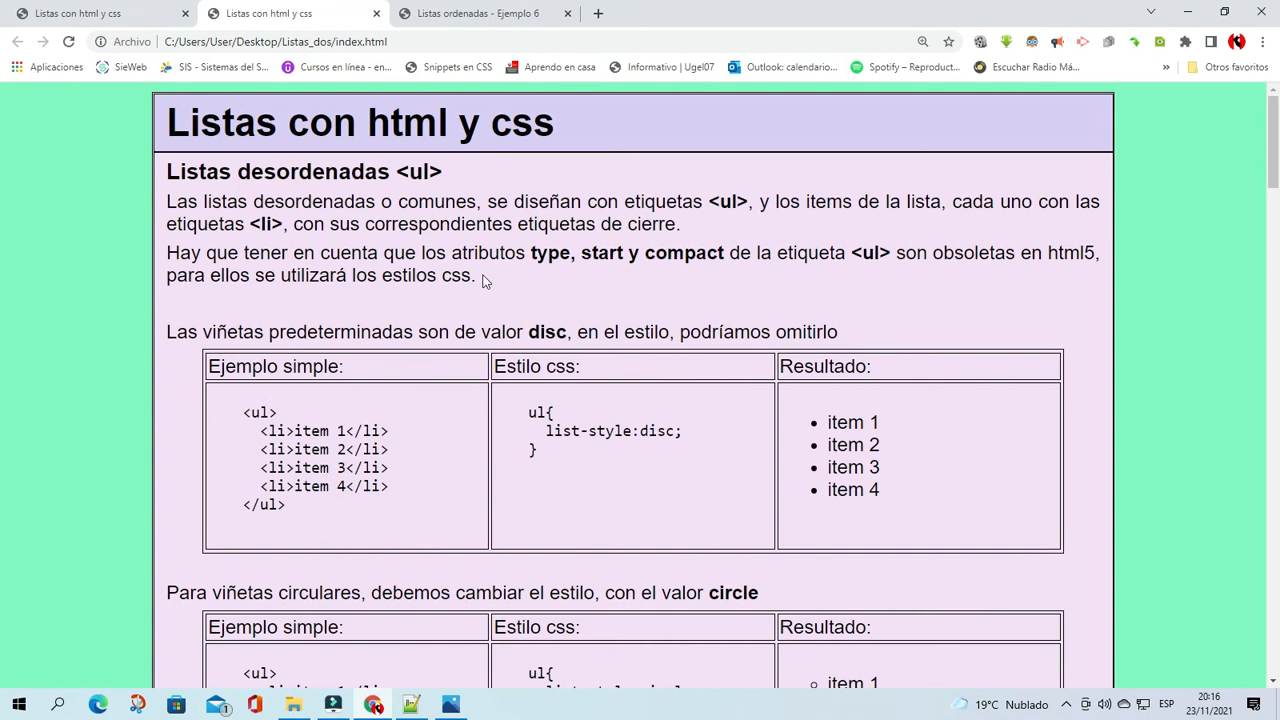 Listas con html y css
Listas con html y css
Listas ordenadas - Ejemplo 6
Archivo
C:/Users/User/Desktop/Listas_dos/index.html
Aplicaciones
SieWeb
SIS - Sistemas del S...
Cursos en línea - en...
Snippets en CSS
Aprendo en casa
Informativo | Ugel07
Outlook: calendario...
Spotify – Reproduct...
Escuchar Radio Má...
»
Otros favoritos
Listas con html y css
Listas desordenadas <ul>
Las listas desordenadas o comunes, se diseñan con etiquetas <ul>, y los items de la lista, cada uno con las
etiquetas <li>, con sus correspondientes etiquetas de cierre.
Hay que tener en cuenta que los atributos type, start y compact de la etiqueta <ul> son obsoletas en html5,
para ellos se utilizará los estilos css.
Las viñetas predeterminadas son de valor disc, en el estilo, podríamos omitirlo
Ejemplo simple:
Estilo css:
Resultado:
<ul>
<li>item 1</li>
<li>item 2</li>
<li>item 3</li>
<li>item 4</li>
</ul>
ul{
list-style:disc;
}
• item 1
• item 2
• item 3
• item 4
Para viñetas circulares, debemos cambiar el estilo, con el valor circle
Ejemplo simple:
Estilo css:
Resultado:
<ul>
ul{
item 1
19°C Nublado
ESP
20:16
23/11/2021